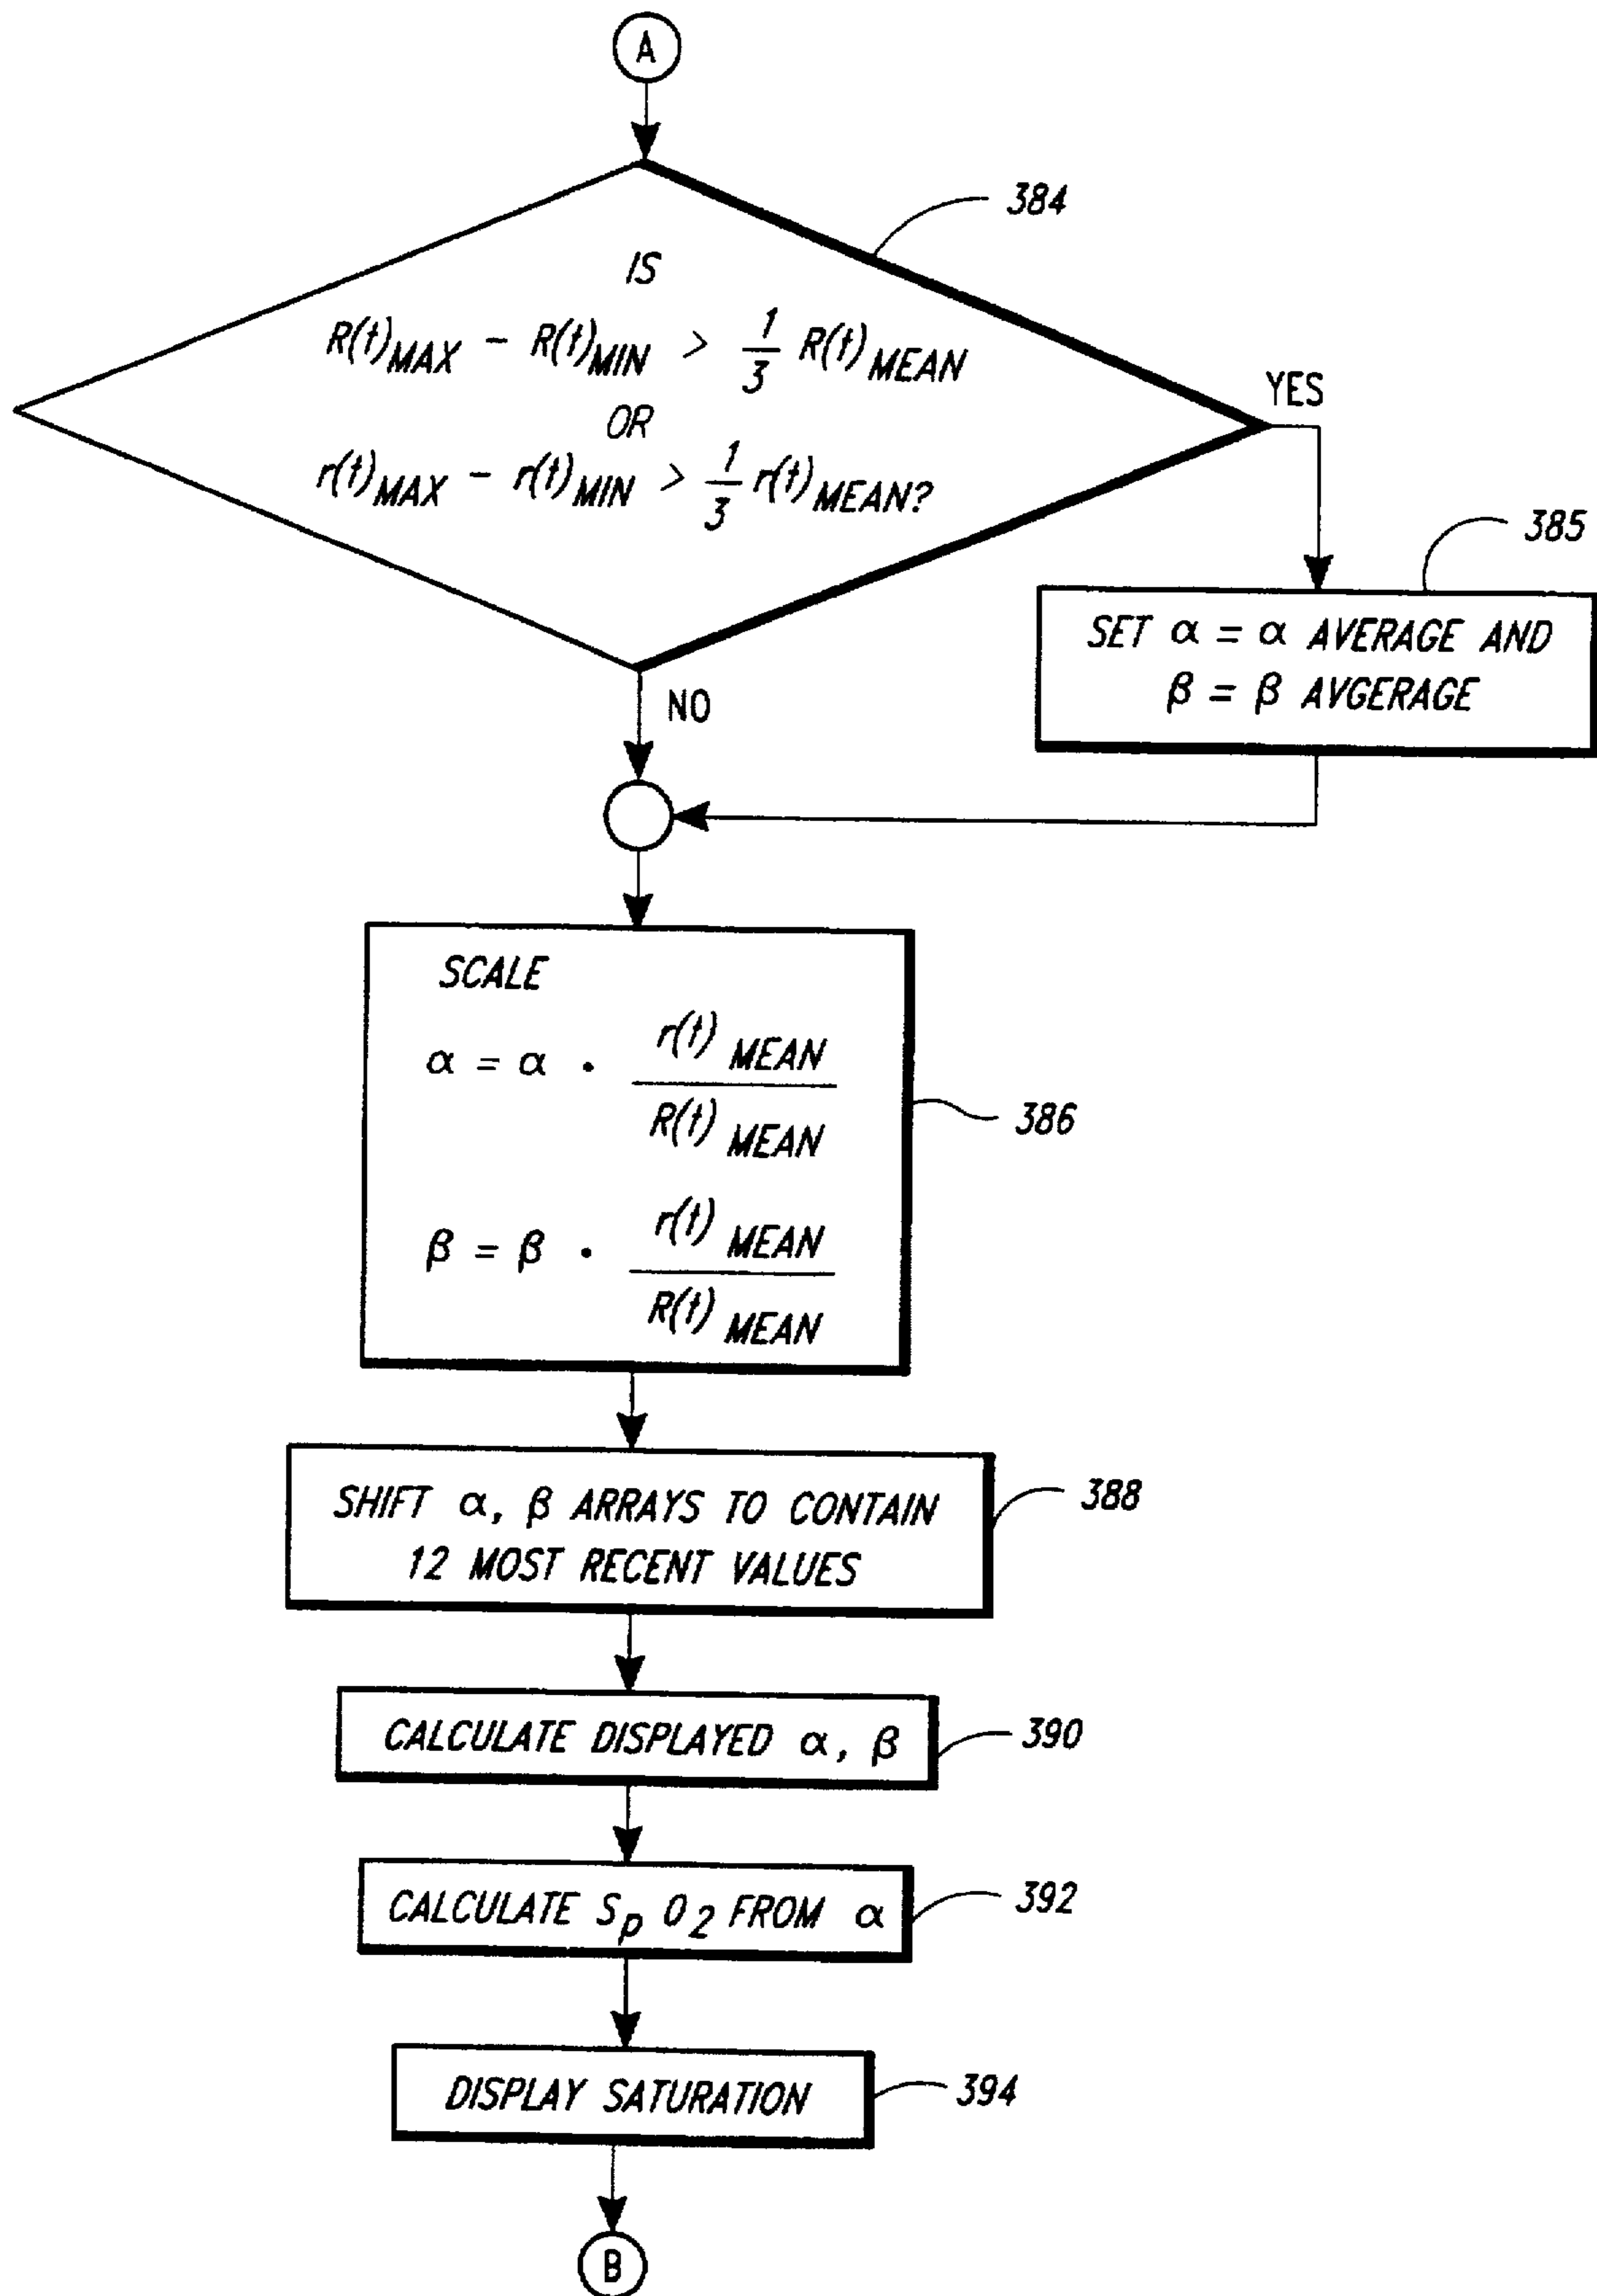 A
384
IS
R(t)MAX - R(t)MIN > 1/3 R(t)MEAN
OR
r(t)MAX - r(t)MIN > 1/3 r(t)MEAN?
YES
385
SET α = α AVERAGE AND
β = β AVGERAGE
NO
SCALE
α = α · r(t) MEAN / R(t) MEAN
386
β = β · r(t) MEAN / R(t) MEAN
SHIFT α, β ARRAYS TO CONTAIN
12 MOST RECENT VALUES
388
CALCULATE DISPLAYED α, β
390
CALCULATE Sp O2 FROM α
392
DISPLAY SATURATION
394
B